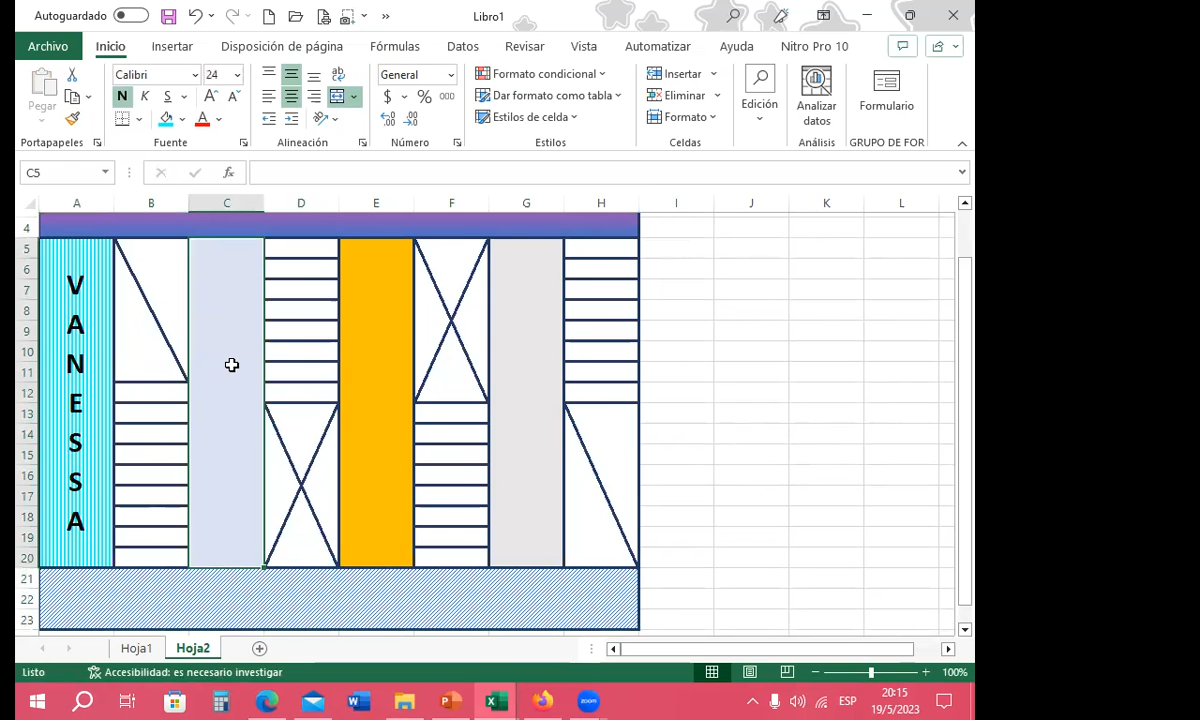 Autoguardado
Libro1
Archivo
Inicio
Insertar
Disposición de página
Fórmulas
Datos
Revisar
Vista
Automatizar
Ayuda
Nitro Pro 10
Pegar
Portapapeles
Calibri
24
N K S
A A
A
Fuente
ab
Alineación
General
$ % 000
Número
Formato condicional
Dar formato como tabla
Estilos de celda
Estilos
Insertar
Eliminar
Formato
Celdas
Edición
Analizar
datos
Análisis
Formulario
GRUPO DE FOR
C5
fx
A B C D E F G H I J K L
4
5
6
7
8
9
10
11
12
13
14
15
16
17
18
19
20
21
22
23
V
A
N
E
S
S
A
Hoja1
Hoja2
Listo
Accesibilidad: es necesario investigar
100%
zoom
ESP
20:15
19/5/2023